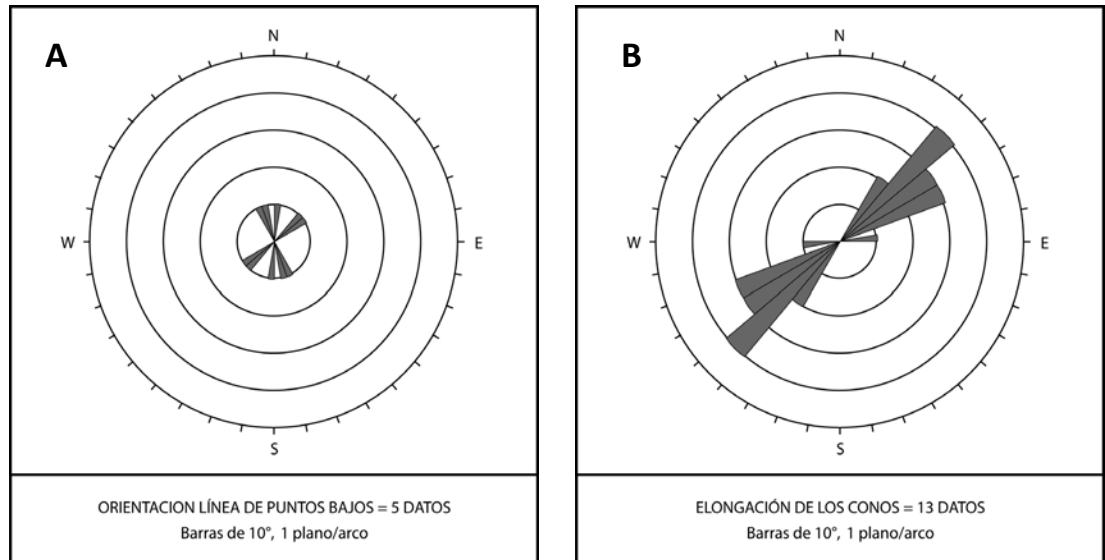 A
N
W
E
S
ORIENTACION LÍNEA DE PUNTOS BAJOS = 5 DATOS
Barras de 10°, 1 plano/arco
B
N
W
E
S
ELONGACIÓN DE LOS CONOS = 13 DATOS
Barras de 10°, 1 plano/arco